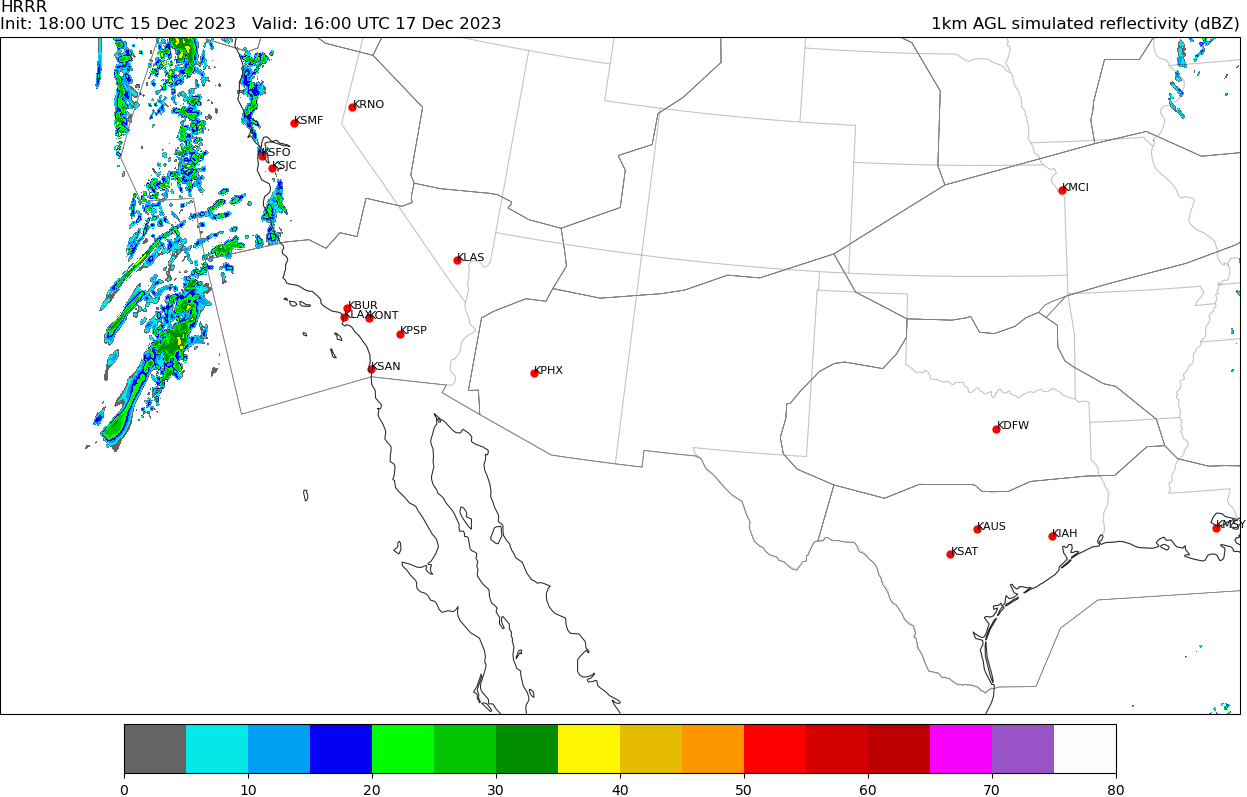 HRRR
Init: 18:00 UTC 15 Dec 2023   Valid: 16:00 UTC 17 Dec 2023
1km AGL simulated reflectivity (dBZ)
KRNO
KSMF
KSFO
KSJC
KMCI
KLAS
KBUR
KLAX
KONT
KPSP
KSAN
KPHX
KDFW
KAUS
KIAH
KMSY
KSAT
0 10 20 30 40 50 60 70 80